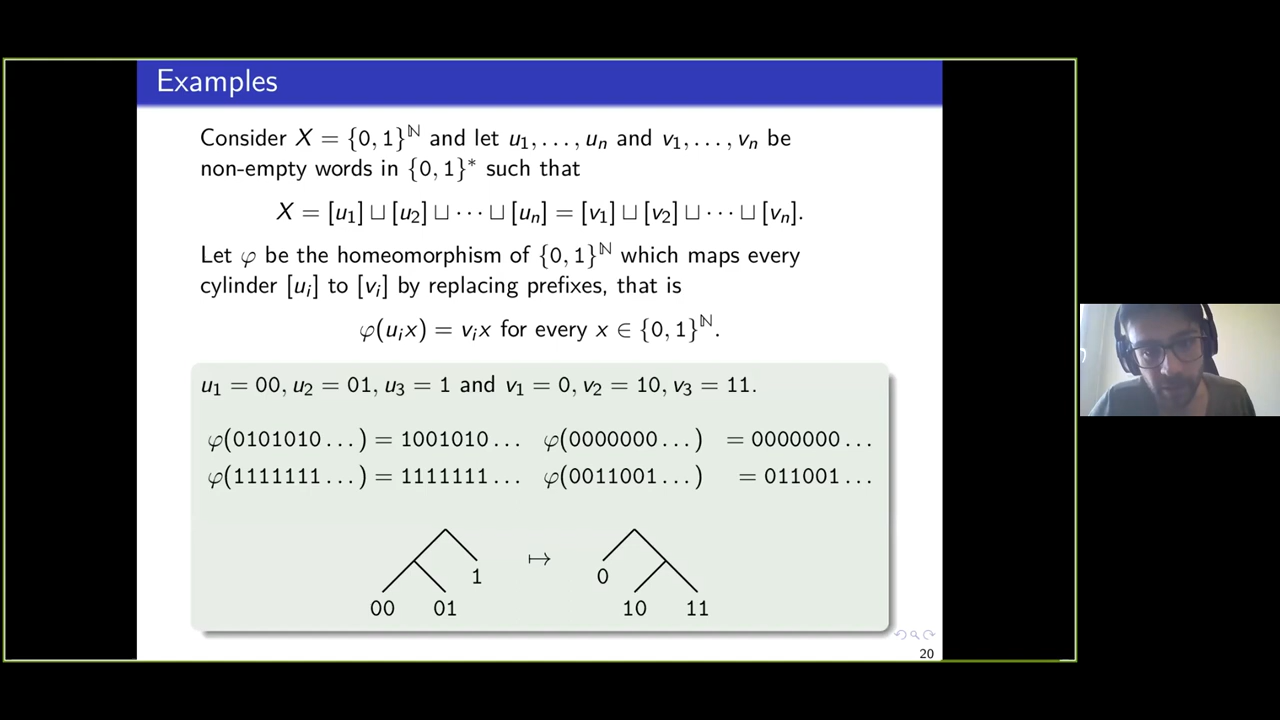 Examples
Consider X = {0, 1}^ℕ and let u₁, . . . , uₙ and v₁, . . . , vₙ be
non-empty words in {0, 1}* such that
X = [u₁] ⊔ [u₂] ⊔ · · · ⊔ [uₙ] = [v₁] ⊔ [v₂] ⊔ · · · ⊔ [vₙ].
Let φ be the homeomorphism of {0, 1}^ℕ which maps every
cylinder [uᵢ] to [vᵢ] by replacing prefixes, that is
φ(uᵢx) = vᵢx for every x ∈ {0, 1}^ℕ.
u₁ = 00, u₂ = 01, u₃ = 1 and v₁ = 0, v₂ = 10, v₃ = 11.
φ(0101010 . . .) = 1001010 . . . φ(0000000 . . .) = 0000000 . . .
φ(1111111 . . .) = 1111111 . . . φ(0011001 . . .) = 011001 . . .
1 ↦ 0
00 01 10 11
20